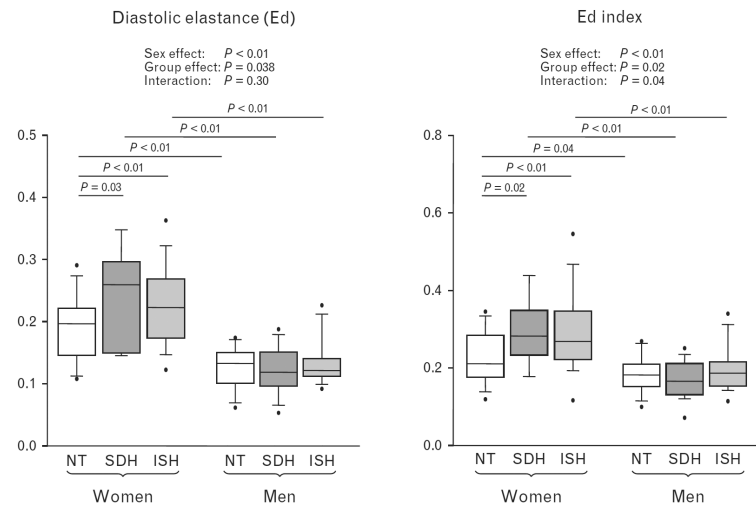 Diastolic elastance (Ed)
Sex effect: P < 0.01
Group effect: P = 0.038
Interaction: P = 0.30
P < 0.01
P < 0.01
P < 0.01
P < 0.01
P = 0.03
0.5
0.4
0.3
0.2
0.1
0.0
NT SDH ISH NT SDH ISH
Women Men
Ed index
Sex effect: P < 0.01
Group effect: P = 0.02
Interaction: P = 0.04
P < 0.01
P < 0.01
P = 0.04
P < 0.01
P = 0.02
0.8
0.6
0.4
0.2
0.0
NT SDH ISH NT SDH ISH
Women Men